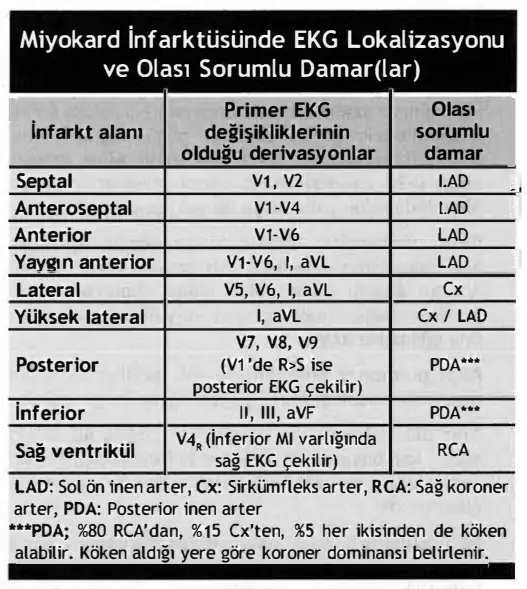 Miyokard İnfarktüsünde EKG Lokalizasyonu
ve Olası Sorumlu Damar(lar)
İnfarkt alanı
Primer EKG
değişikliklerinin
olduğu derivasyonlar
Olası
sorumlu
damar
Septal V1, V2 LAD
Anteroseptal V1-V4 LAD
Anterior V1-V6 LAD
Yaygın anterior V1-V6, I, aVL LAD
Lateral V5, V6, I, aVL Cx
Yüksek lateral I, aVL Cx / LAD
Posterior
V7, V8, V9
(V1'de R>S ise
posterior EKG çekilir)
PDA***
İnferior II, III, aVF PDA***
Sağ ventrikül
V4R (İnferior MI varlığında
sağ EKG çekilir)
RCA
LAD: Sol ön inen arter, Cx: Sirkümfleks arter, RCA: Sağ koroner
arter, PDA: Posterior inen arter
***PDA; %80 RCA'dan, %15 Cx'ten, %5 her ikisinden de köken
alabilir. Köken aldığı yere göre koroner dominansi belirlenir.